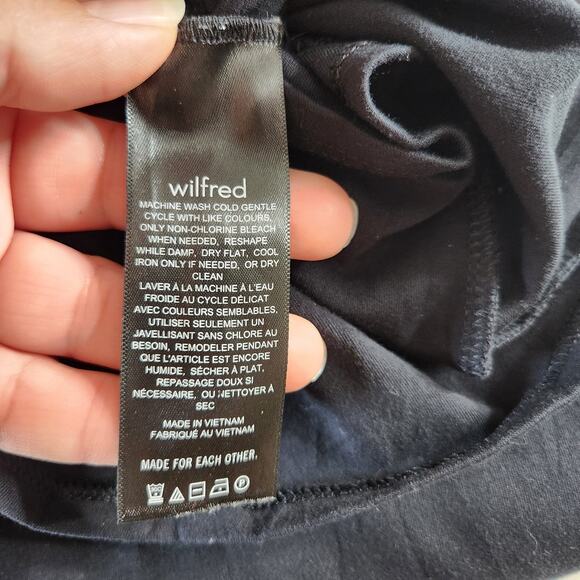 wilfred
MACHINE WASH COLD GENTLE
CYCLE WITH LIKE COLOURS,
ONLY NON-CHLORINE BLEACH
WHEN NEEDED, RESHAPE
WHILE DAMP, DRY FLAT, COOL
IRON ONLY IF NEEDED, OR DRY
CLEAN
LAVER À LA MACHINE À L'EAU
FROIDE AU CYCLE DÉLICAT
AVEC COULEURS SEMBLABLES,
UTILISER SEULEMENT UN
JAVELLISANT SANS CHLORE AU
BESOIN, REMODELER PENDANT
QUE L'ARTICLE EST ENCORE
HUMIDE, SÉCHER À PLAT,
REPASSAGE DOUX SI
NÉCESSAIRE, OU NETTOYER À
SEC
MADE IN VIETNAM
FABRIQUÉ AU VIETNAM
MADE FOR EACH OTHER.
P